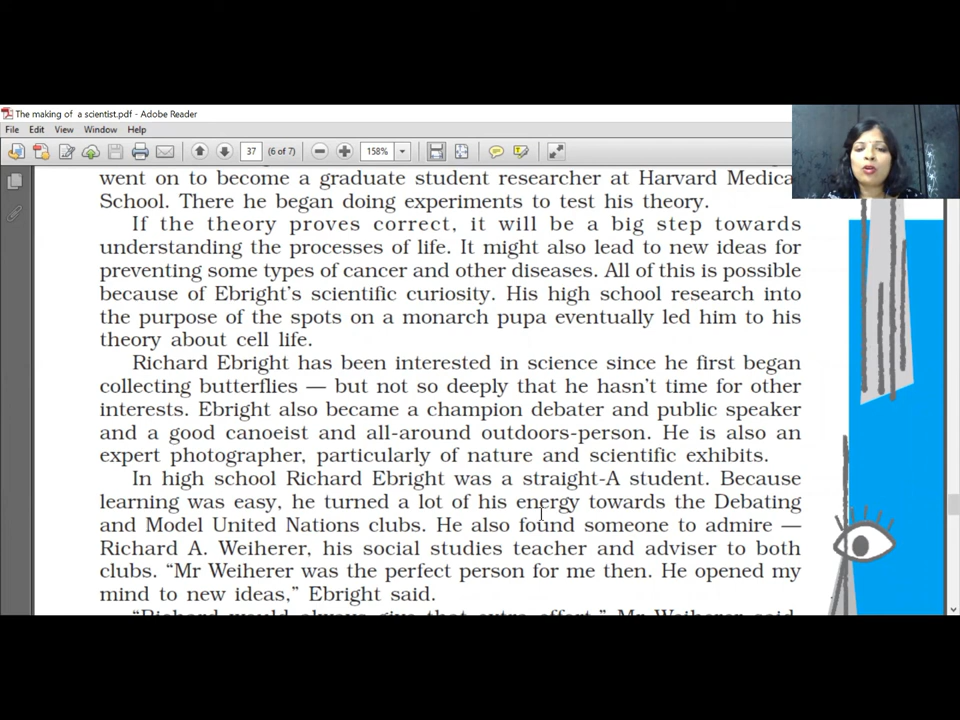 The making of a scientist.pdf - Adobe Reader
File Edit View Window Help
37 (6 of 7) 158%
went on to become a graduate student researcher at Harvard Medical
School. There he began doing experiments to test his theory.
If the theory proves correct, it will be a big step towards
understanding the processes of life. It might also lead to new ideas for
preventing some types of cancer and other diseases. All of this is possible
because of Ebright's scientific curiosity. His high school research into
the purpose of the spots on a monarch pupa eventually led him to his
theory about cell life.
Richard Ebright has been interested in science since he first began
collecting butterflies — but not so deeply that he hasn't time for other
interests. Ebright also became a champion debater and public speaker
and a good canoeist and all-around outdoors-person. He is also an
expert photographer, particularly of nature and scientific exhibits.
In high school Richard Ebright was a straight-A student. Because
learning was easy, he turned a lot of his energy towards the Debating
and Model United Nations clubs. He also found someone to admire —
Richard A. Weiherer, his social studies teacher and adviser to both
clubs. “Mr Weiherer was the perfect person for me then. He opened my
mind to new ideas,” Ebright said.
“Richard would always give that extra effort,” Mr Weiherer said.